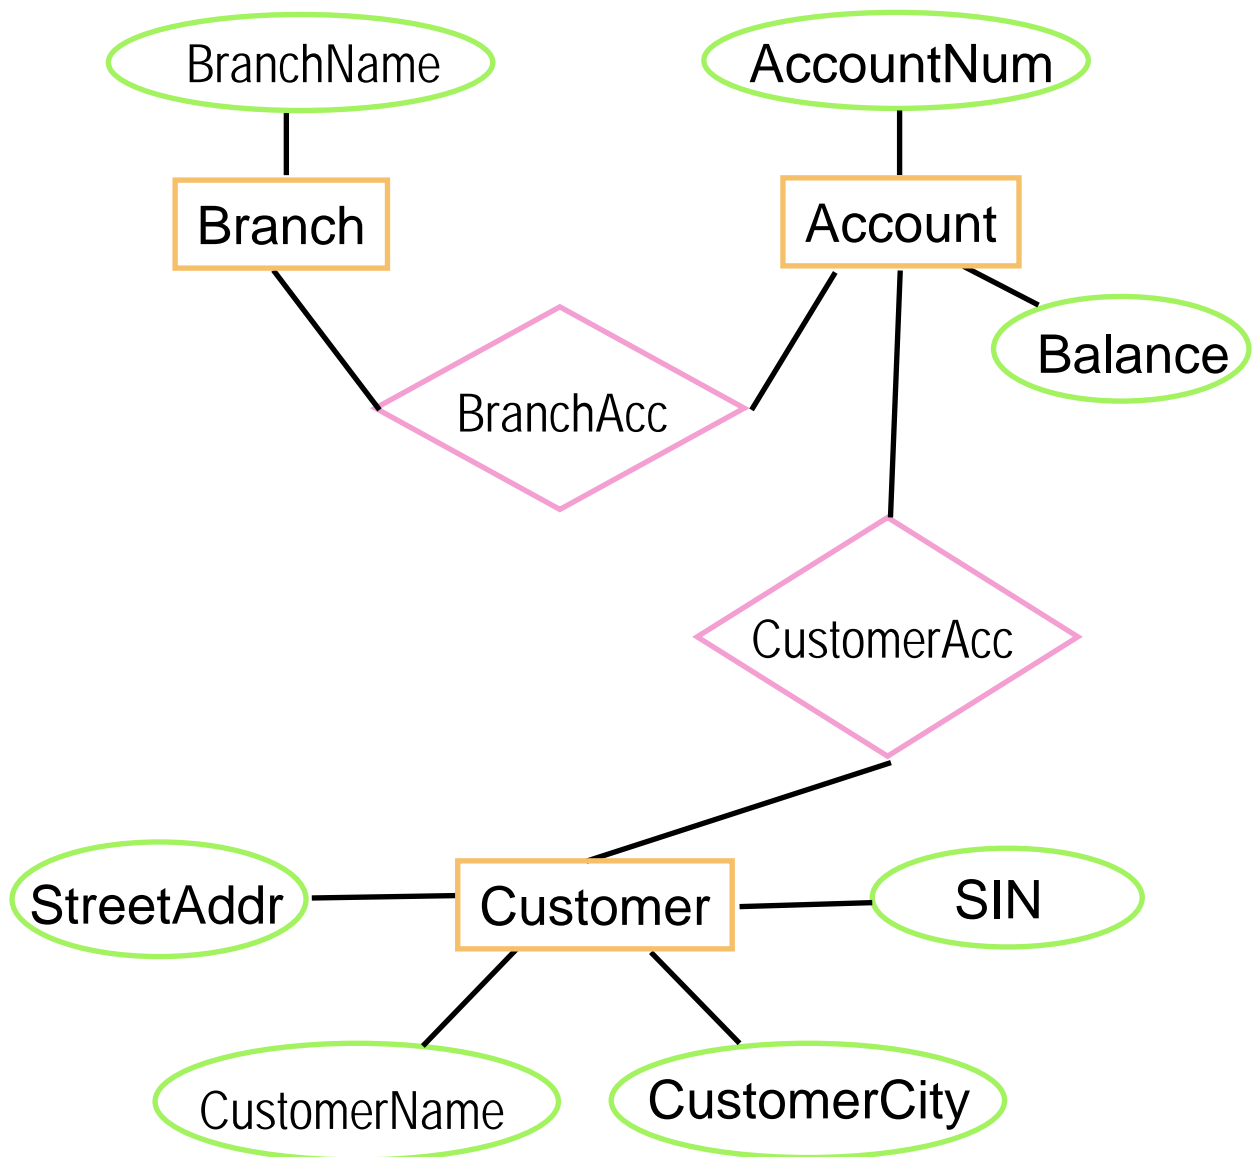 BranchName
AccountNum
Branch
Account
Balance
BranchAcc
CustomerAcc
StreetAddr
Customer
SIN
CustomerName
CustomerCity